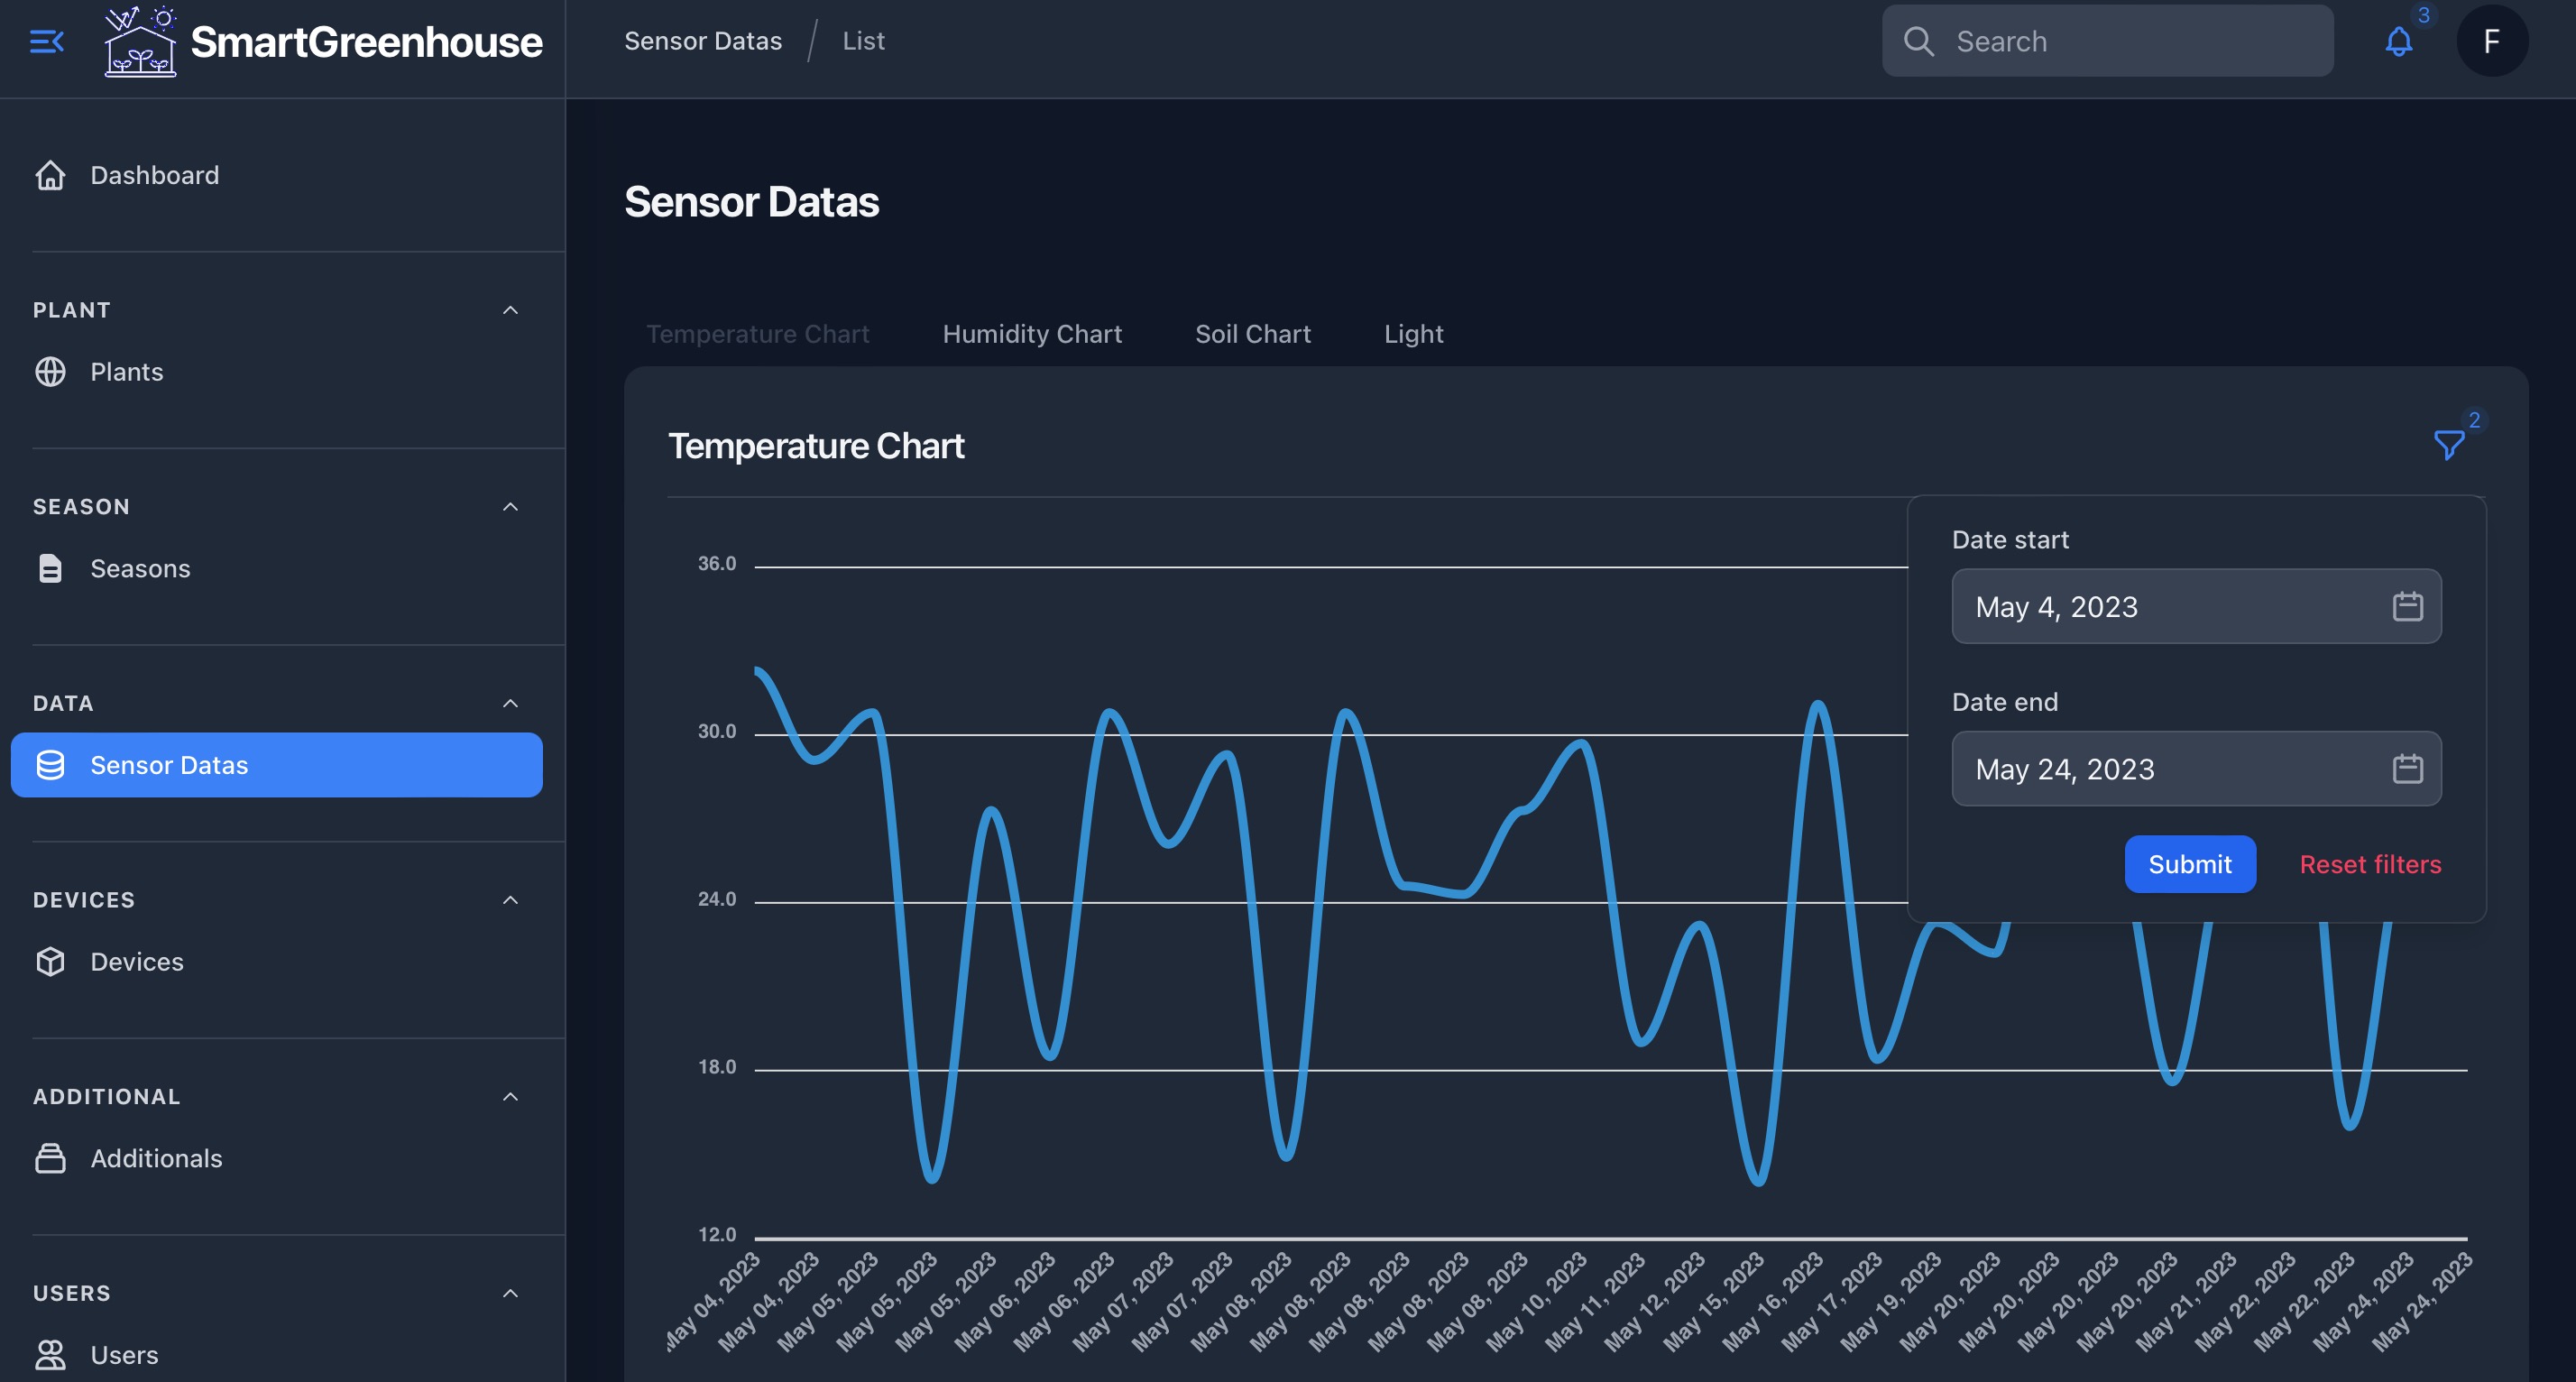 SmartGreenhouse
Sensor Datas / List
Search
3
F
Dashboard
PLANT
Plants
SEASON
Seasons
DATA
Sensor Datas
DEVICES
Devices
ADDITIONAL
Additionals
USERS
Users
Sensor Datas
Temperature Chart Humidity Chart Soil Chart Light
Temperature Chart
2
Date start
May 4, 2023
Date end
May 24, 2023
Submit Reset filters
36.0
30.0
24.0
18.0
12.0
May 04, 2023
May 04, 2023
May 05, 2023
May 05, 2023
May 05, 2023
May 06, 2023
May 06, 2023
May 07, 2023
May 07, 2023
May 08, 2023
May 08, 2023
May 08, 2023
May 08, 2023
May 08, 2023
May 10, 2023
May 11, 2023
May 12, 2023
May 15, 2023
May 16, 2023
May 17, 2023
May 19, 2023
May 20, 2023
May 20, 2023
May 20, 2023
May 20, 2023
May 21, 2023
May 22, 2023
May 22, 2023
May 24, 2023
May 24, 2023